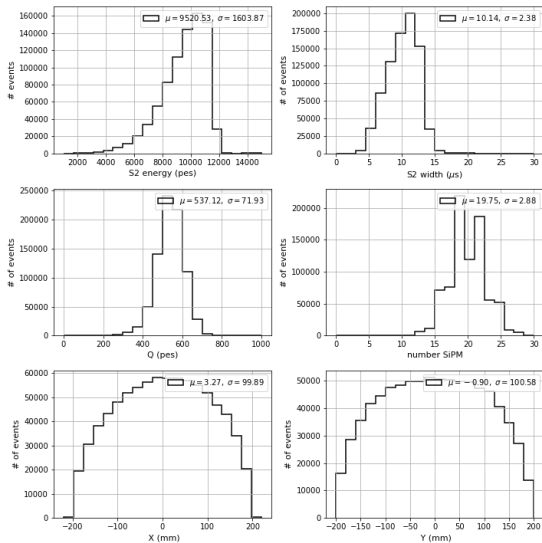 160000
140000
120000
100000
80000
60000
40000
20000
0
# events
μ = 9520.53, σ = 1603.87
2000 4000 6000 8000 10000 12000 14000
S2 energy (pes)
200000
175000
150000
125000
100000
75000
50000
25000
0
# of events
μ = 10.14, σ = 2.38
0 5 10 15 20 25 30
S2 width (μs)
250000
200000
150000
100000
50000
0
# of events
μ = 537.12, σ = 71.93
0 200 400 600 800 1000
Q (pes)
200000
150000
100000
50000
0
# of events
μ = 19.75, σ = 2.88
0 5 10 15 20 25 30
number SiPM
60000
50000
40000
30000
20000
10000
0
# of events
μ = 3.27, σ = 99.89
−200 −100 0 100 200
X (mm)
50000
40000
30000
20000
10000
0
# of events
μ = −0.90, σ = 100.58
−200 −150 −100 −50 0 50 100 150 200
Y (mm)